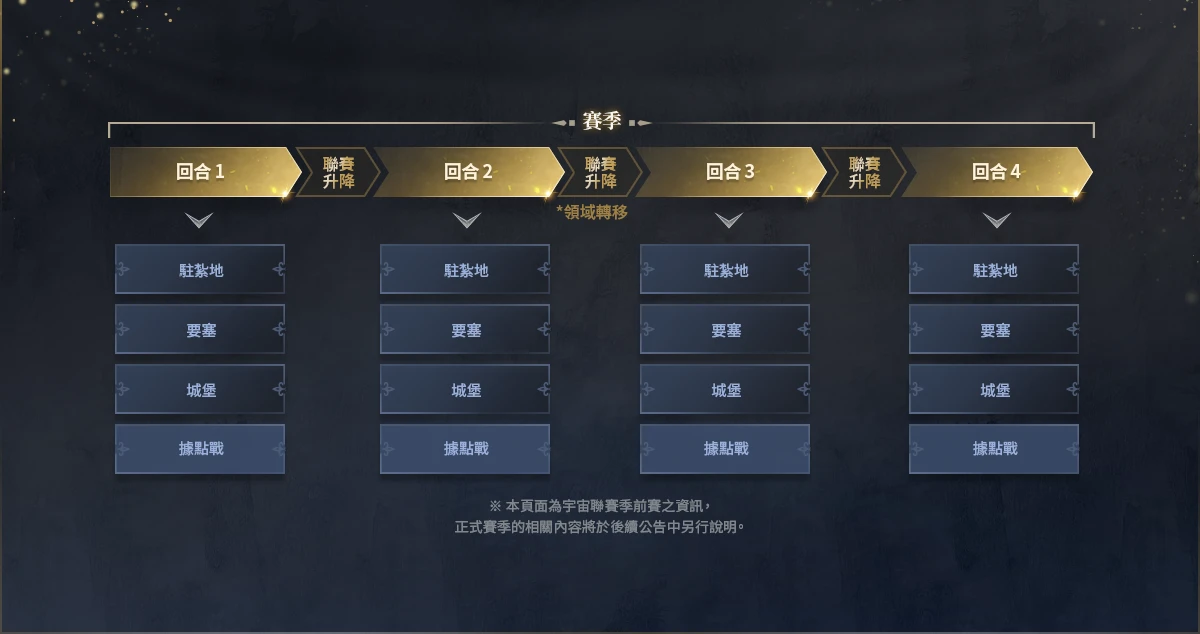 賽季
回合 1
聯賽
升降
回合 2
聯賽
升降
回合 3
聯賽
升降
回合 4
*領域轉移
駐紮地
駐紮地
駐紮地
駐紮地
要塞
要塞
要塞
要塞
城堡
城堡
城堡
城堡
據點戰
據點戰
據點戰
據點戰
※ 本頁面為宇宙聯賽季前賽之資訊，
正式賽季的相關內容將於後續公告中另行說明。